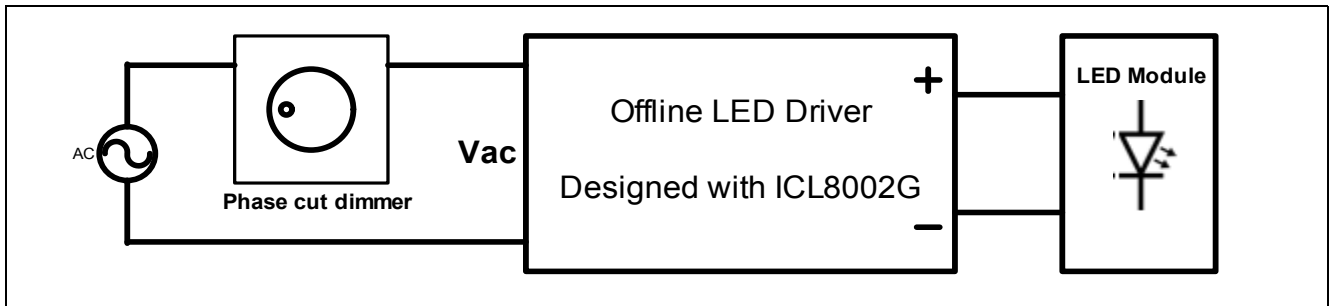 AC
Phase cut dimmer
Vac
Offline LED Driver
Designed with ICL8002G
+
−
LED Module